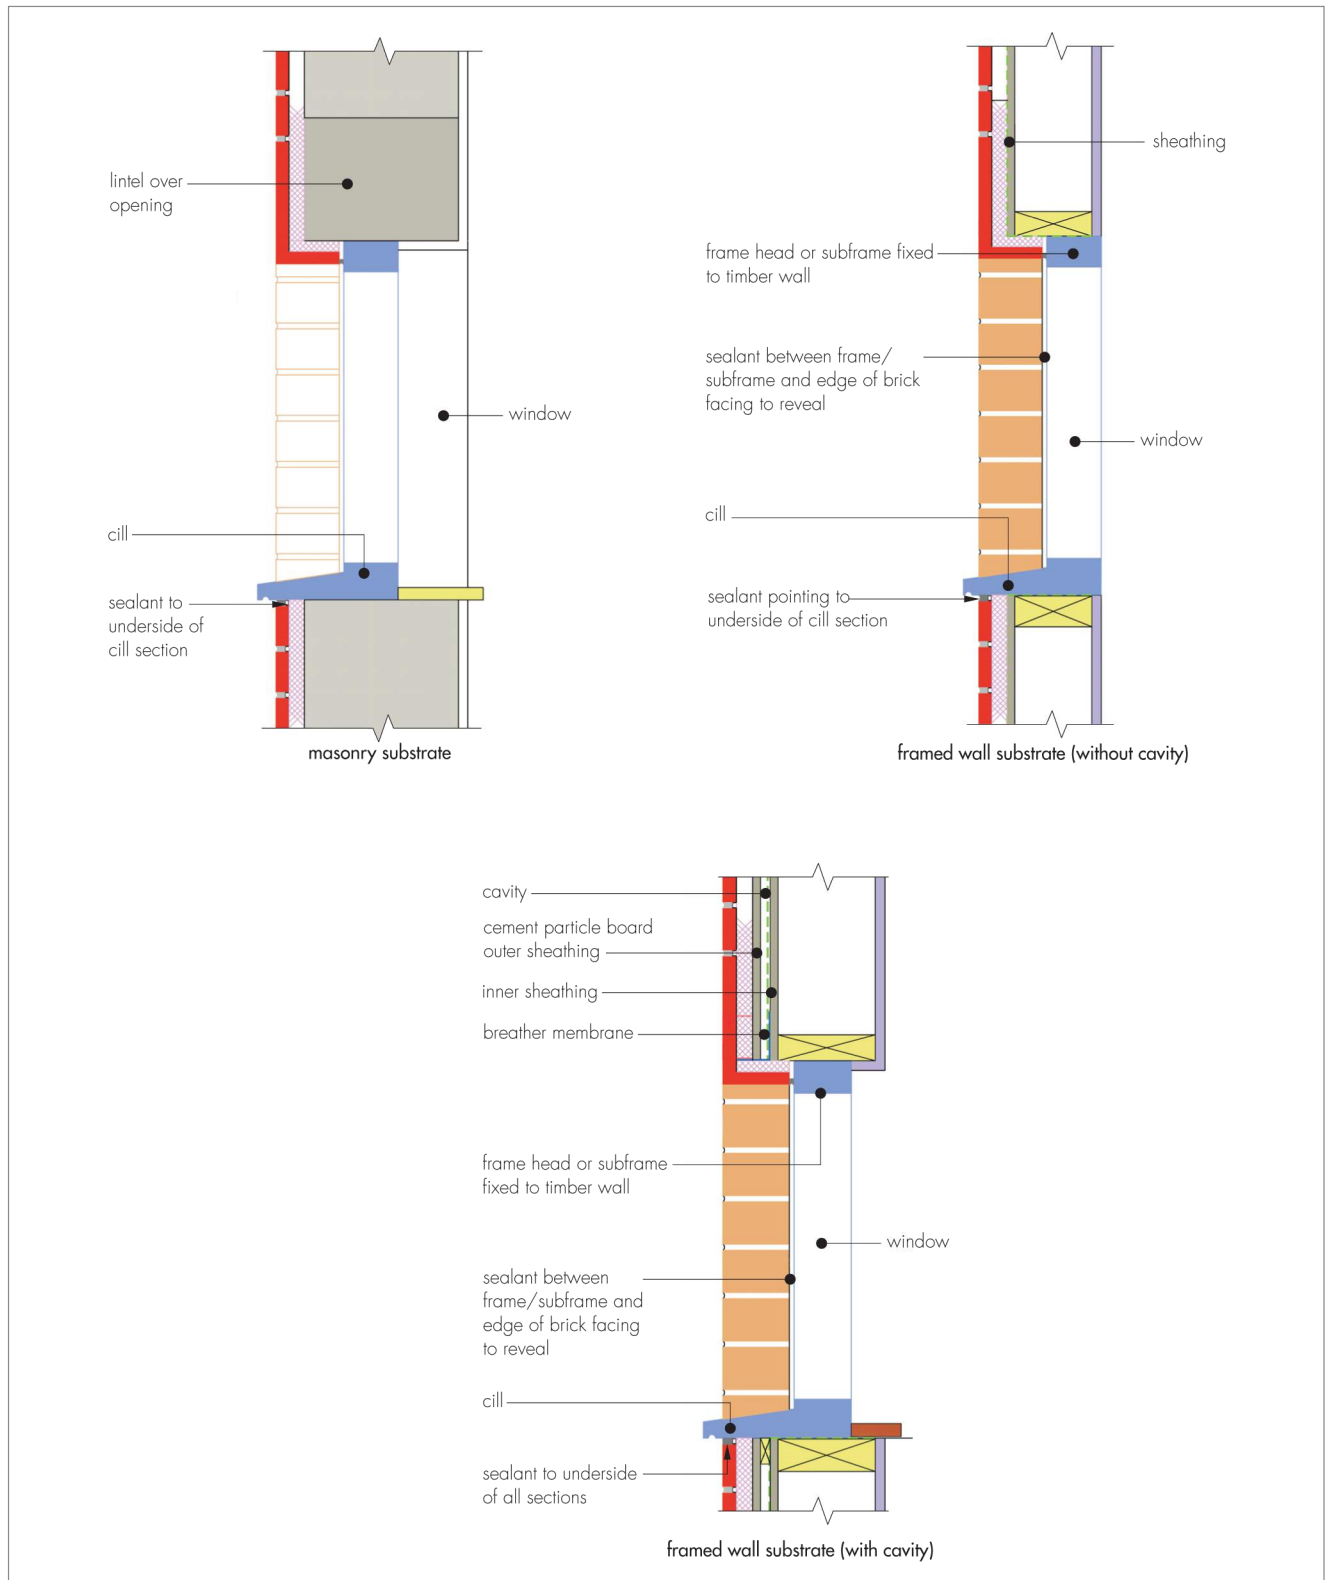 lintel over
opening
window
cill
sealant to
underside of
cill section
masonry substrate
sheathing
frame head or subframe fixed
to timber wall
sealant between frame/
subframe and edge of brick
facing to reveal
window
cill
sealant pointing to
underside of cill section
framed wall substrate (without cavity)
cavity
cement particle board
outer sheathing
inner sheathing
breather membrane
frame head or subframe
fixed to timber wall
window
sealant between
frame/subframe and
edge of brick facing
to reveal
cill
sealant to underside
of all sections
framed wall substrate (with cavity)